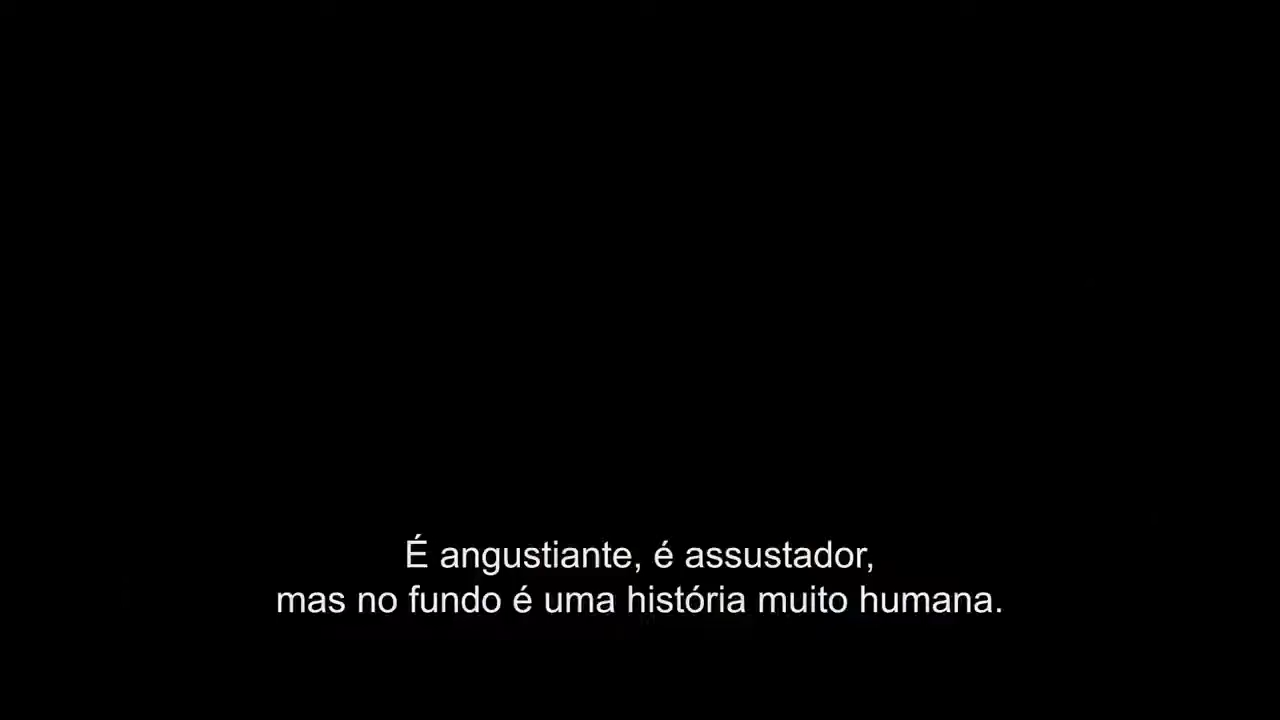 É angustiante, é assustador,
mas no fundo é uma história muito humana.